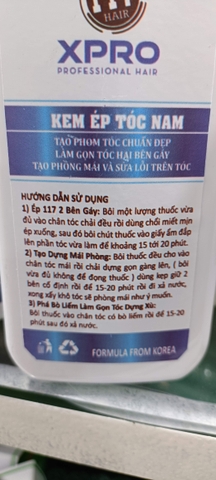 HAIR
XPRO
PROFESSIONAL HAIR
KEM ÉP TÓC NAM
TẠO PHOM TÓC CHUẨN ĐẸP
LÀM GỌN TÓC HẠI BÊN GÁY
TẠO PHÒNG MÁI VÀ SỬA LỖI TRÊN TÓC
HƯỚNG DẪN SỬ DỤNG
1) Ép 117 2 Bên Gáy: Bôi một lượng thuốc vừa
đủ vào chân tóc chải đều rồi dùng chổi miết mịn
ép xuống, sau đó bôi chút thuốc vào giấy ẩm đắp
lên phần tóc vừa làm để khoảng 15 tới 20 phút.
2) Tạo Dựng Mái Phòng: Bôi thuốc đều cho vào
chân tóc mái rồi chải dựng gọn gàng lên, ( bôi
vừa đủ không để đọng thuốc ) dùng kẹp giữ 2
bên cố định rồi để 15-20 phút rồi đi xả nước,
xong xấy khô tóc sẽ phòng mái như ý muốn.
3) Phá Bỏ Liềm Làm Gọn Tóc Dựng Xù:
Bôi thuốc vào chân tóc có bò liềm rồi để 15-20
phút sau đó xả nước.
FORMULA FROM KOREA